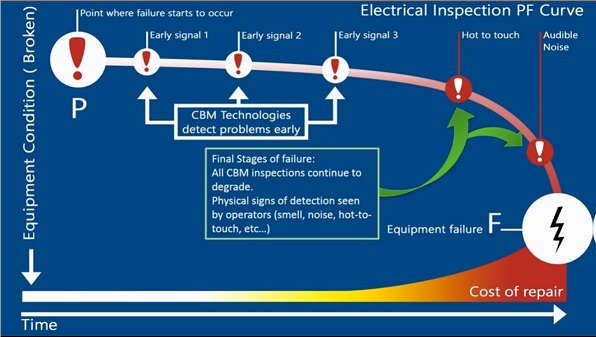 Electrical Inspection PF Curve
Point where failure starts to occur
Early signal 1
Early signal 2
Early signal 3
Hot to touch
Audible
Noise
P
CBM Technologies
detect problems early
Final Stages of failure:
All CBM inspections continue to
degrade.
Physical signs of detection seen
by operators (smell, noise, hot-to-
touch, etc...)
Equipment failure F
Equipment Condition ( Broken)
Cost of repair
Time